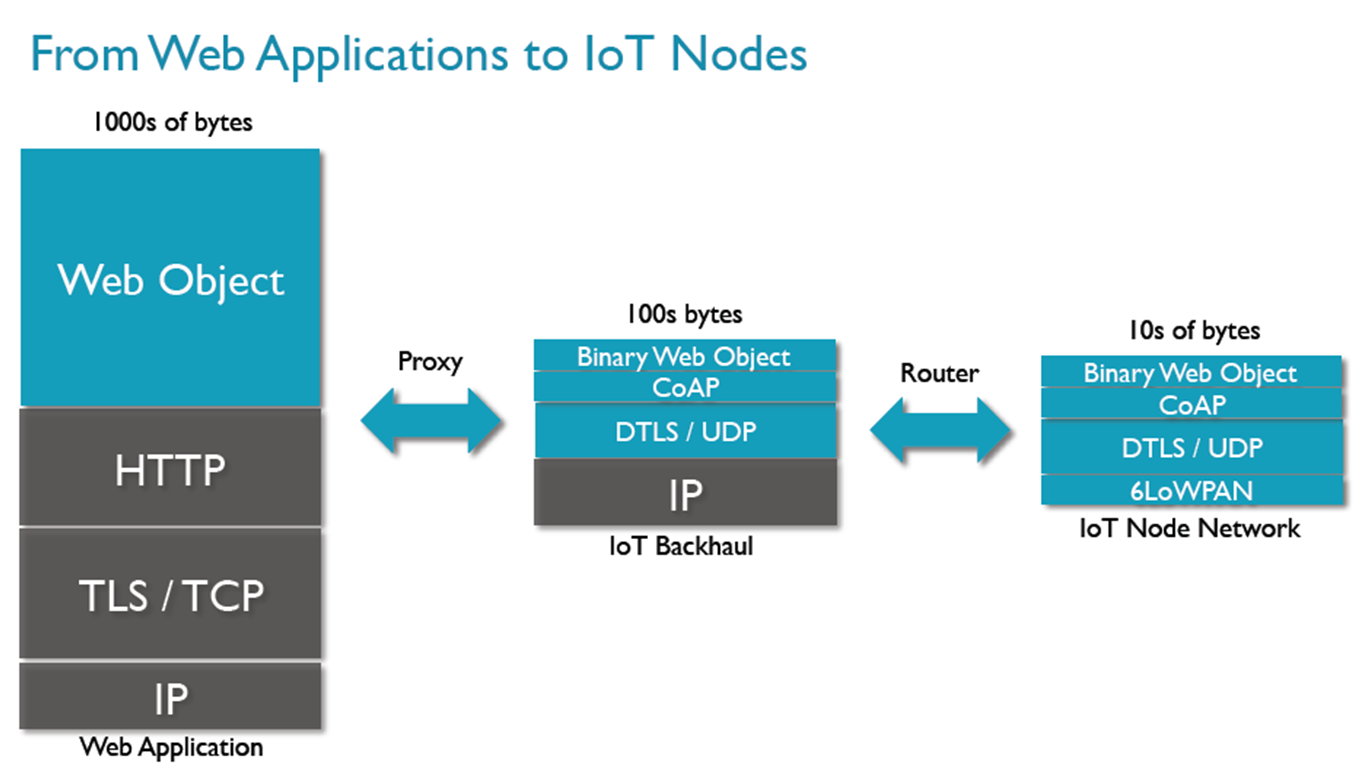 From Web Applications to IoT Nodes
1000s of bytes
Web Object
HTTP
TLS / TCP
IP
Web Application
Proxy
100s bytes
Binary Web Object
CoAP
DTLS / UDP
IP
IoT Backhaul
Router
10s of bytes
Binary Web Object
CoAP
DTLS / UDP
6LoWPAN
IoT Node Network